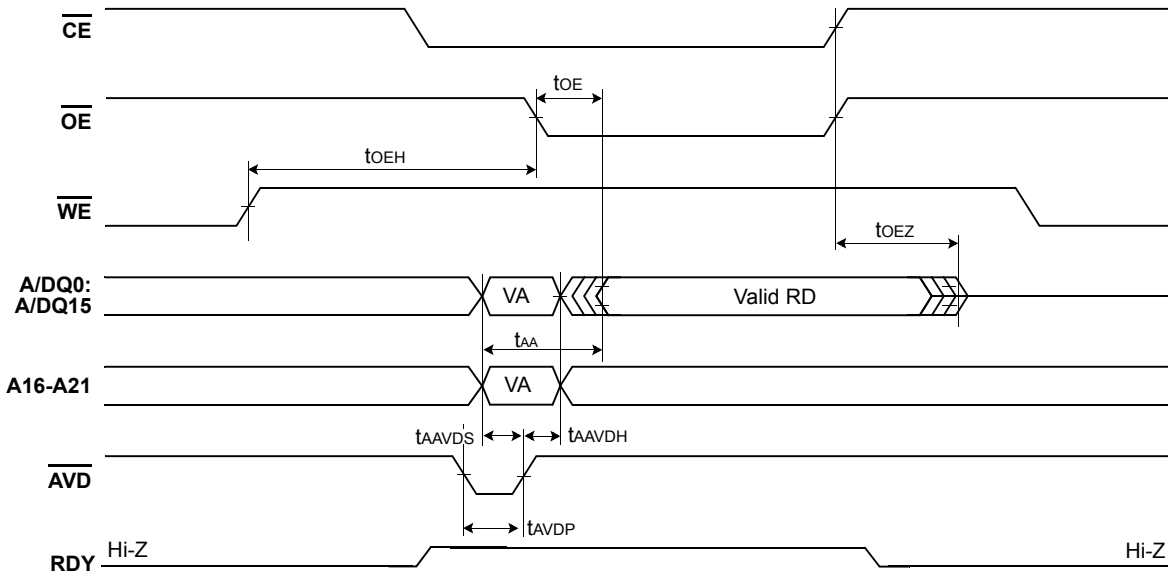 CE
tOE
OE
tOEH
WE
tOEZ
A/DQ0:
A/DQ15
VA
Valid RD
tAA
A16-A21
VA
tAAVDS
tAAVDH
AVD
tAVDP
Hi-Z
Hi-Z
RDY